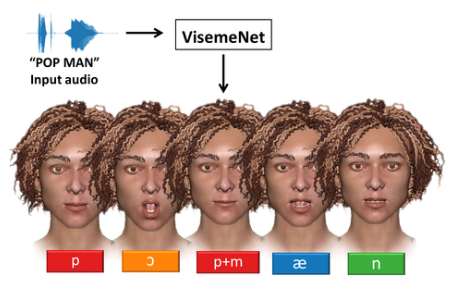 “POP MAN”
Input audio
VisemeNet
p
ɔ
p+m
æ
n